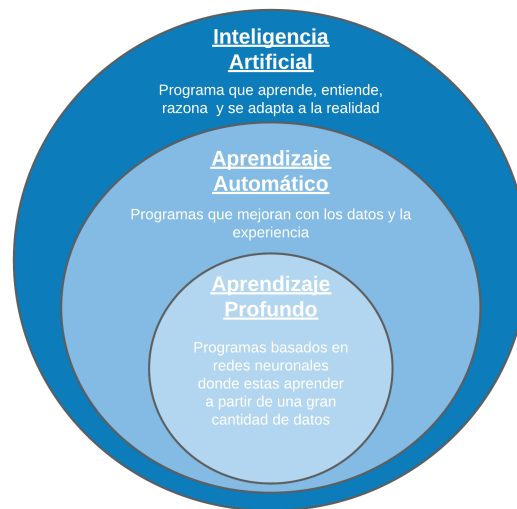 Inteligencia
Artificial
Programa que aprende, entiende,
razona y se adapta a la realidad
Aprendizaje
Automático
Programas que mejoran con los datos y la
experiencia
Aprendizaje
Profundo
Programas basados en
redes neuronales
donde estas aprender
a partir de una gran
cantidad de datos